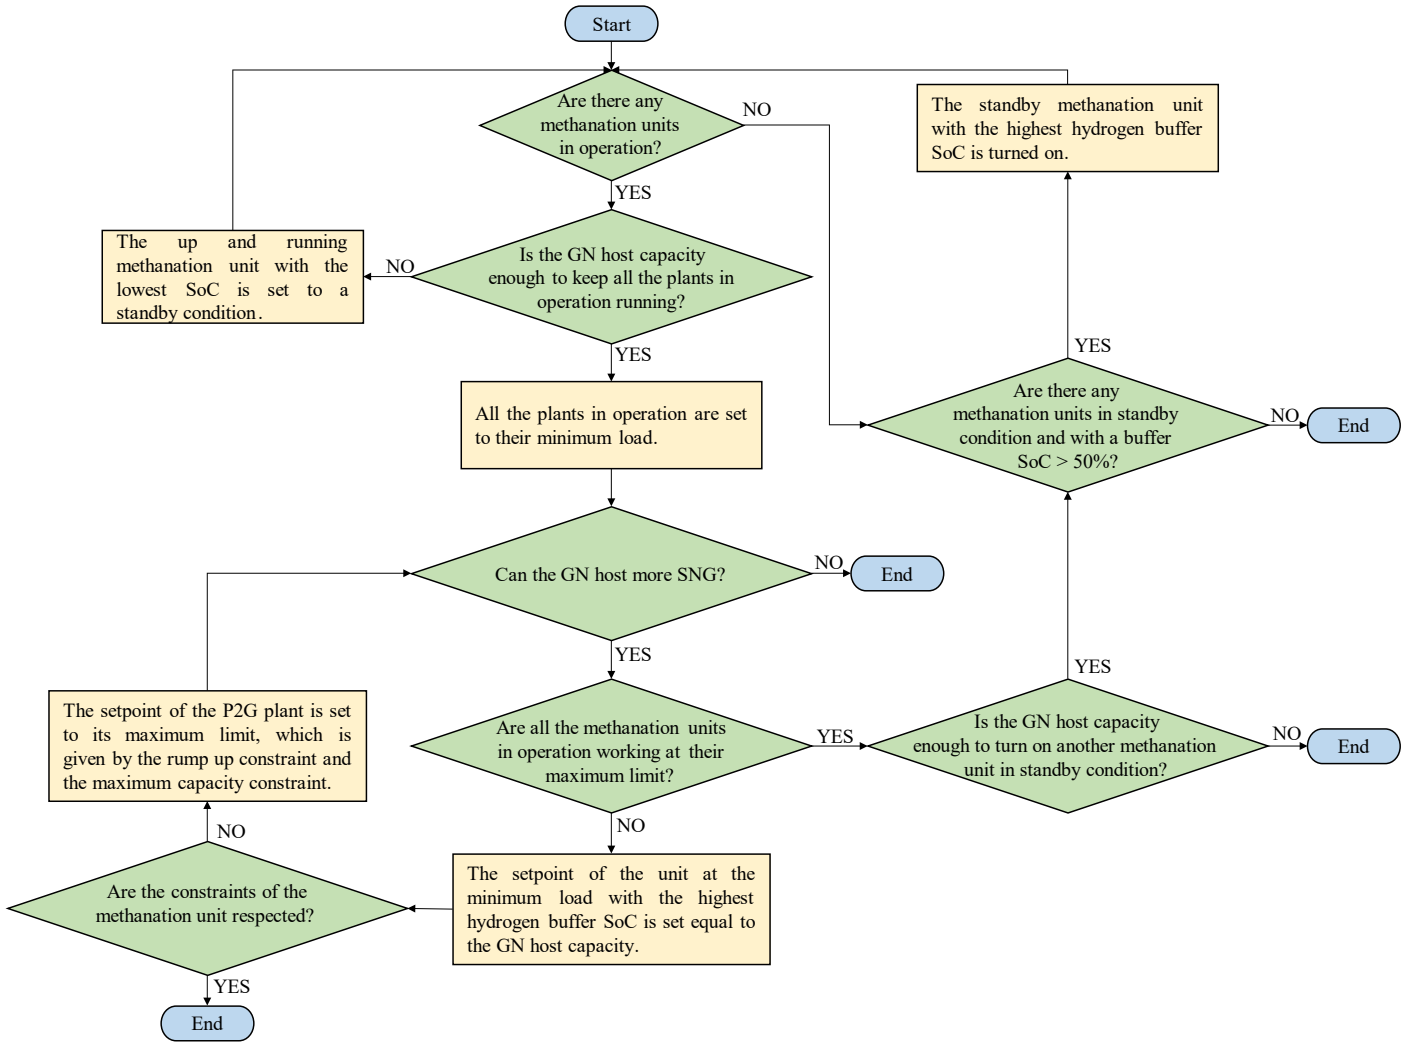 Start
Are there any
methanation units
in operation?
NO
The standby methanation unit
with the highest hydrogen buffer
SoC is turned on.
YES
The up and running
methanation unit with the
lowest SoC is set to a
standby condition.
NO
Is the GN host capacity
enough to keep all the plants in
operation running?
YES
All the plants in operation are set
to their minimum load.
YES
Are there any
methanation units in standby
condition and with a buffer
SoC > 50%?
NO
End
Can the GN host more SNG?
NO
End
YES
The setpoint of the P2G plant is set
to its maximum limit, which is
given by the rump up constraint and
the maximum capacity constraint.
Are all the methanation units
in operation working at their
maximum limit?
YES
YES
Is the GN host capacity
enough to turn on another methanation
unit in standby condition?
NO
End
NO
NO
Are the constraints of the
methanation unit respected?
The setpoint of the unit at the
minimum load with the highest
hydrogen buffer SoC is set equal to
the GN host capacity.
YES
End